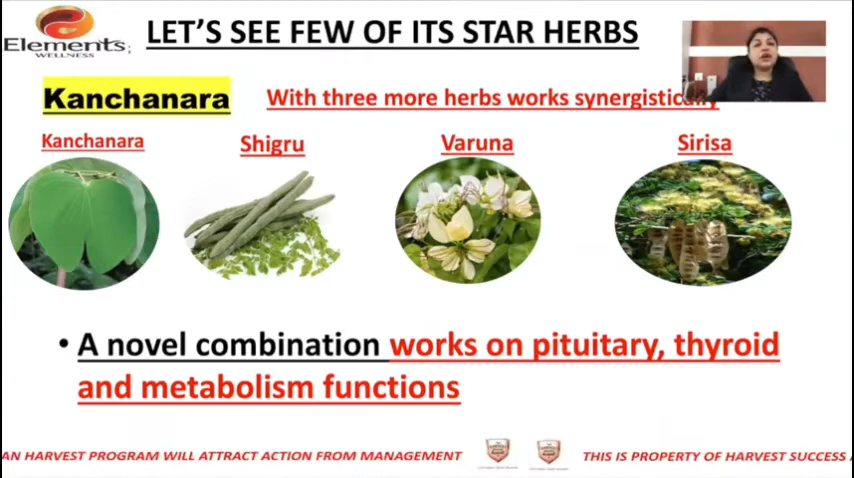 Elements
WELLNESS
LET'S SEE FEW OF ITS STAR HERBS
Kanchanara
With three more herbs works synergistically
Kanchanara
Shigru
Varuna
Sirisa
• A novel combination works on pituitary, thyroid
and metabolism functions
AN HARVEST PROGRAM WILL ATTRACT ACTION FROM MANAGEMENT
THIS IS PROPERTY OF HARVEST SUCCESS